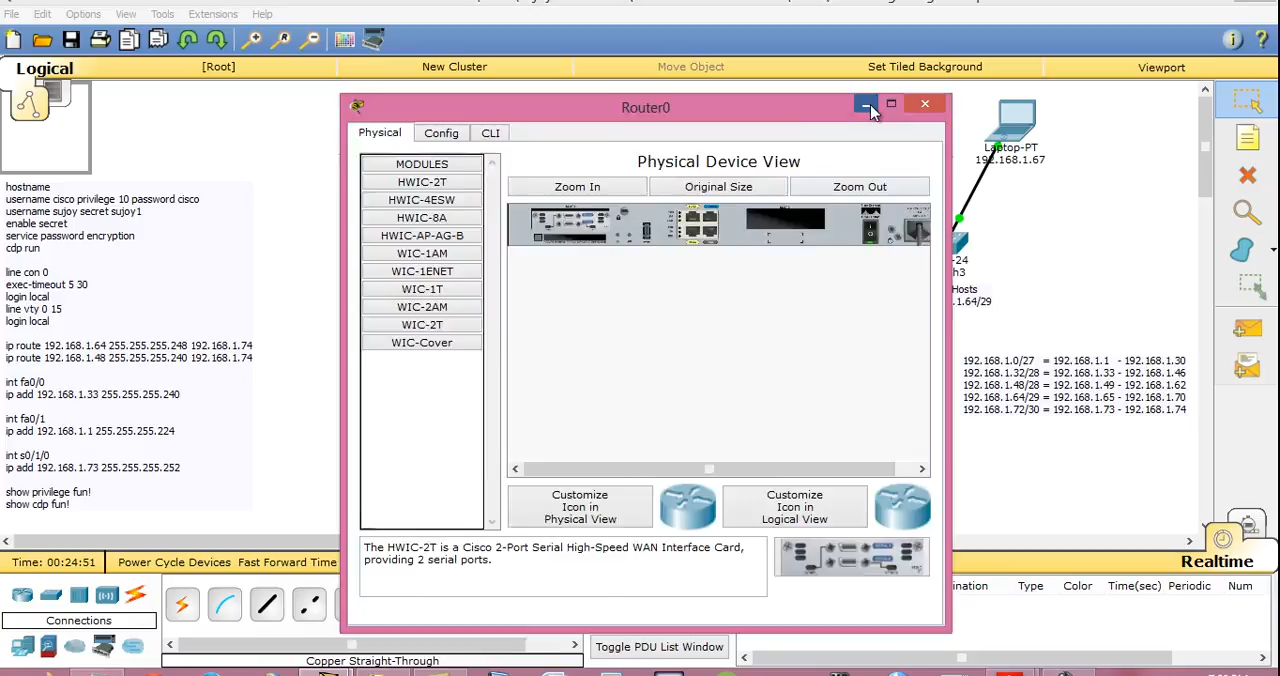 File Edit Options View Tools Extensions Help
Logical [Root] New Cluster Move Object Set Tiled Background Viewport
Router0
Physical Config CLI
MODULES
HWIC-2T
HWIC-4ESW
HWIC-8A
HWIC-AP-AG-B
WIC-1AM
WIC-1ENET
WIC-1T
WIC-2AM
WIC-2T
WIC-Cover
Physical Device View
Zoom In Original Size Zoom Out
Customize
Icon in
Physical View
Customize
Icon in
Logical View
The HWIC-2T is a Cisco 2-Port Serial High-Speed WAN Interface Card,
providing 2 serial ports.
hostname
username cisco privilege 10 password cisco
username sujoy secret sujoy1
enable secret
service password encryption
cdp run
line con 0
exec-timeout 5 30
login local
line vty 0 15
login local
ip route 192.168.1.64 255.255.255.248 192.168.1.74
ip route 192.168.1.48 255.255.255.240 192.168.1.74
int fa0/0
ip add 192.168.1.33 255.255.255.240
int fa0/1
ip add 192.168.1.1 255.255.255.224
int s0/1/0
ip add 192.168.1.73 255.255.255.252
show privilege fun!
show cdp fun!
Laptop-PT
192.168.1.67
-24
h3
Hosts
.1.64/29
192.168.1.0/27 = 192.168.1.1 - 192.168.1.30
192.168.1.32/28 = 192.168.1.33 - 192.168.1.46
192.168.1.48/28 = 192.168.1.49 - 192.168.1.62
192.168.1.64/29 = 192.168.1.65 - 192.168.1.70
192.168.1.72/30 = 192.168.1.73 - 192.168.1.74
Time: 00:24:51 Power Cycle Devices Fast Forward Time
Realtime
Connections
Copper Straight-Through
Toggle PDU List Window
ination Type Color Time(sec) Periodic Num